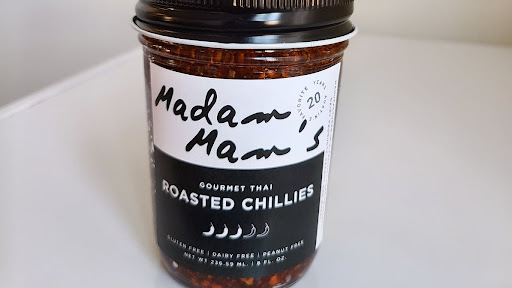 Madam
Mam's
20
GOURMET THAI
ROASTED CHILLIES
GLUTEN FREE | DAIRY FREE | PEANUT FREE
NET WT 236.59 ML. | 8 FL. OZ.